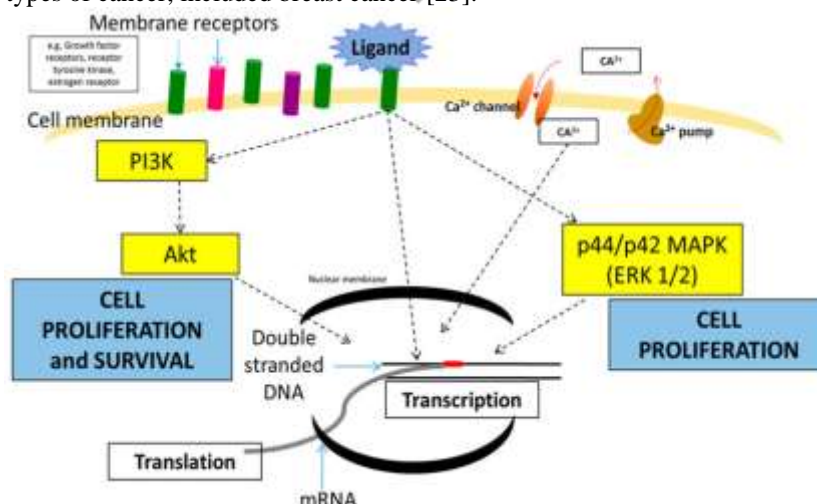 types of cancer, included breast cancer [23].
Membrane receptors
e.g. Growth factor
receptors, receptor
tyrosine kinase,
estrogen receptor
Ligand
CA²⁺
Ca²⁺ channel
CA²⁺
Ca²⁺ pump
Cell membrane
PI3K
Akt
p44/p42 MAPK
(ERK 1/2)
Nuclear membrane
CELL
PROLIFERATION
and SURVIVAL
CELL
PROLIFERATION
Double
stranded
DNA
Transcription
Translation
mRNA